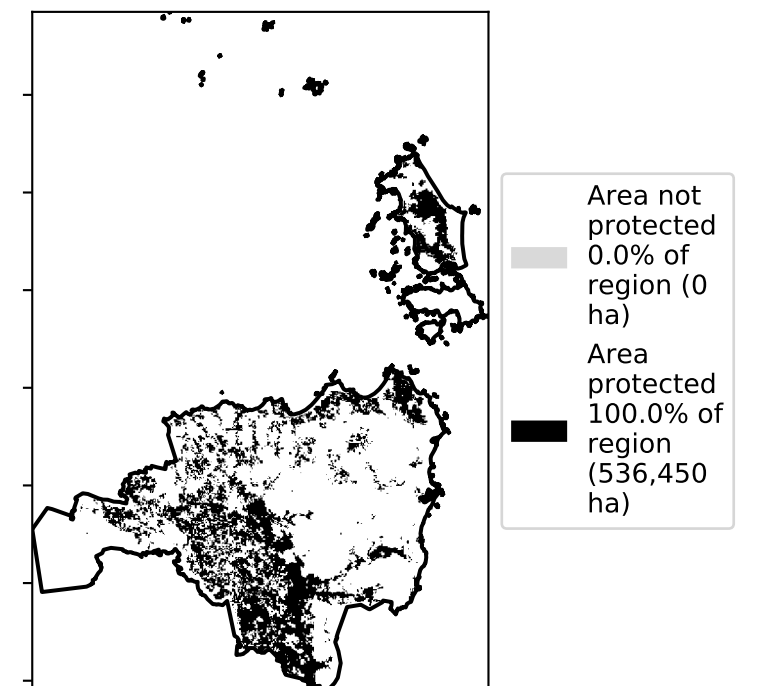 Area not
protected
0.0% of
region (0
ha)
Area
protected
100.0% of
region
(536,450
ha)